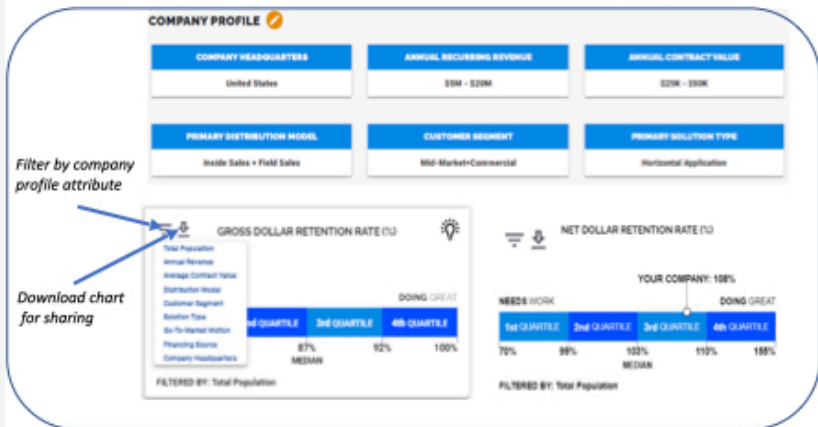 COMPANY PROFILE
COMPANY HEADQUARTERS
United States
ANNUAL RECURRING REVENUE
$5M - $20M
ANNUAL CONTRACT VALUE
$25K - $50K
PRIMARY DISTRIBUTION MODEL
Inside Sales + Field Sales
CUSTOMER SEGMENT
Mid-Market+Commercial
PRIMARY SOLUTION TYPE
Horizontal Application
Filter by company
profile attribute
Download chart
for sharing
GROSS DOLLAR RETENTION RATE (%)
Total Population
Annual Revenue
Average Contract Value
Distribution Model
Customer Segment
Solution Type
Go-To-Market Motion
Financing Source
Company Headquarters
DOING GREAT
nd QUARTILE 3rd QUARTILE 4th QUARTILE
87% 92% 100%
MEDIAN
FILTERED BY: Total Population
NET DOLLAR RETENTION RATE (%)
YOUR COMPANY: 108%
NEEDS WORK DOING GREAT
1st QUARTILE 2nd QUARTILE 3rd QUARTILE 4th QUARTILE
70% 103% 110%
MEDIAN
FILTERED BY: Total Population